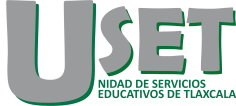 USET
NIDAD DE SERVICIOS
EDUCATIVOS DE TLAXCALA